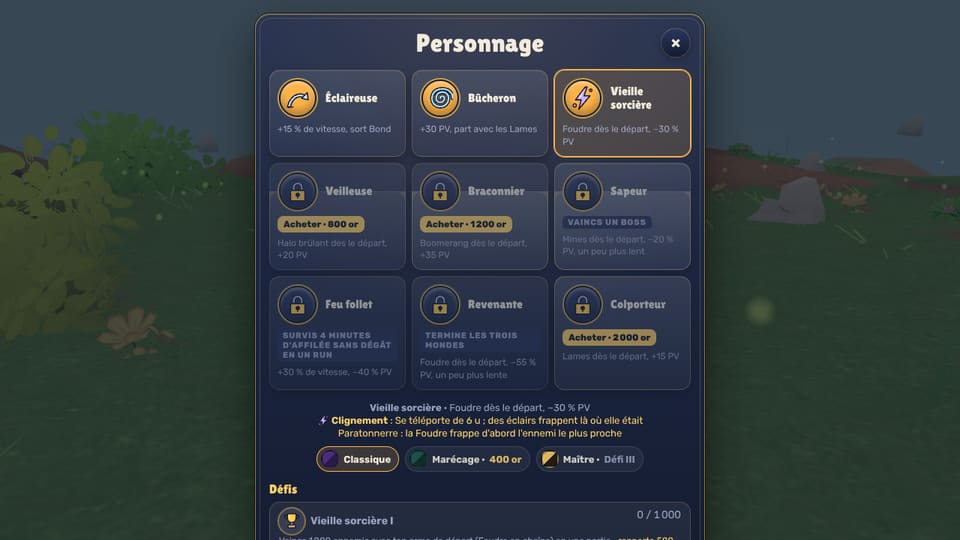 Personnage
Éclaireuse
+15 % de vitesse, sort Bond
Bûcheron
+30 PV, part avec les Lames
Vieille
sorcière
Foudre dès le départ, −30 %
PV
Veilleuse
Acheter · 800 or
Halo brûlant dès le départ,
+20 PV
Braconnier
Acheter · 1200 or
Boomerang dès le départ,
+35 PV
Sapeur
VAINCS UN BOSS
Mines dès le départ, −20 %
PV, un peu plus lent
Feu follet
SURVIS 4 MINUTES
D'AFFILÉE SANS DÉGÂT
EN UN RUN
+30 % de vitesse, −40 % PV
Revenante
TERMINE LES TROIS
MONDES
Foudre dès le départ, −55 %
PV, un peu plus lente
Colporteur
Acheter · 2000 or
Lames dès le départ, +15 PV
Vieille sorcière · Foudre dès le départ, −30 % PV
Clignement : Se téléporte de 6 u ; des éclairs frappent là où elle était
Paratonnerre : la Foudre frappe d'abord l'ennemi le plus proche
Classique
Marécage · 400 or
Maître · Défi III
Défis
Vieille sorcière I
0 / 1000